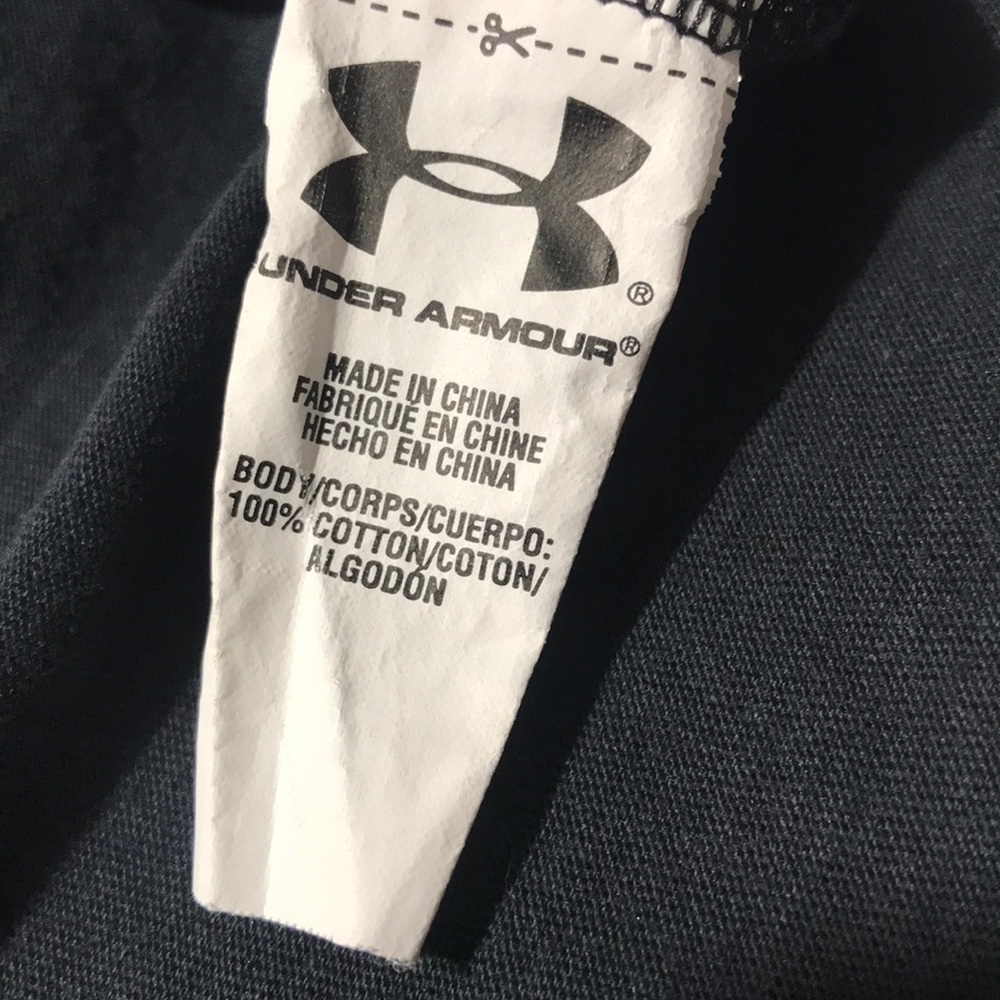 UNDER ARMOUR®
MADE IN CHINA
FABRIQUÉ EN CHINE
HECHO EN CHINA
BODY/CORPS/CUERPO:
100% COTTON/COTON/
ALGODÓN